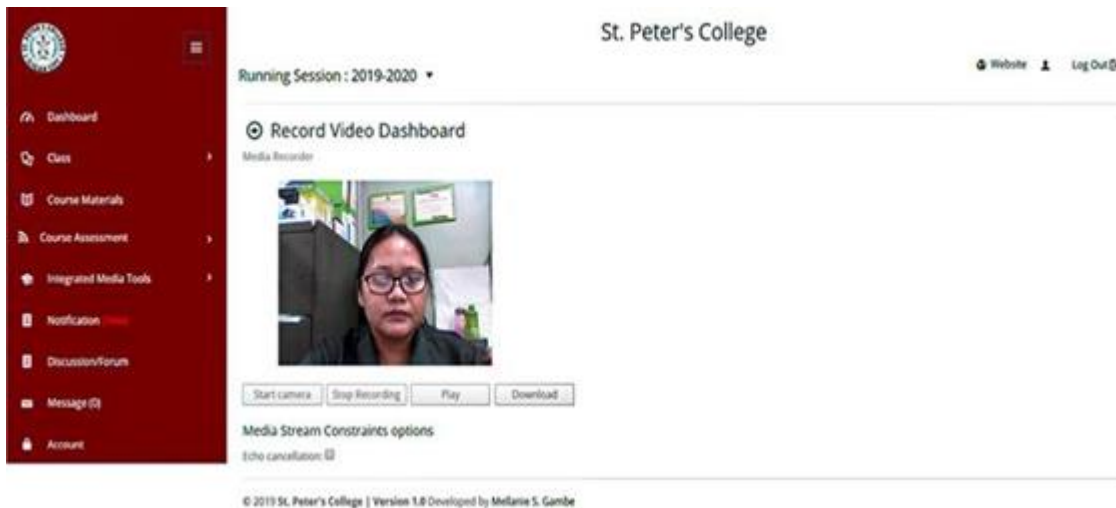 St. Peter's College
Running Session : 2019-2020
Website
Log Out
Dashboard
Class
Course Materials
Course Assessment
Integrated Media Tools
Notification
Discussion/Forum
Message (0)
Account
Record Video Dashboard
Media Recorder
Start camera
Stop Recording
Play
Download
Media Stream Constraints options
Echo cancellation:
© 2019 St. Peter's College | Version 1.0 Developed by Mellanie S. Gambe